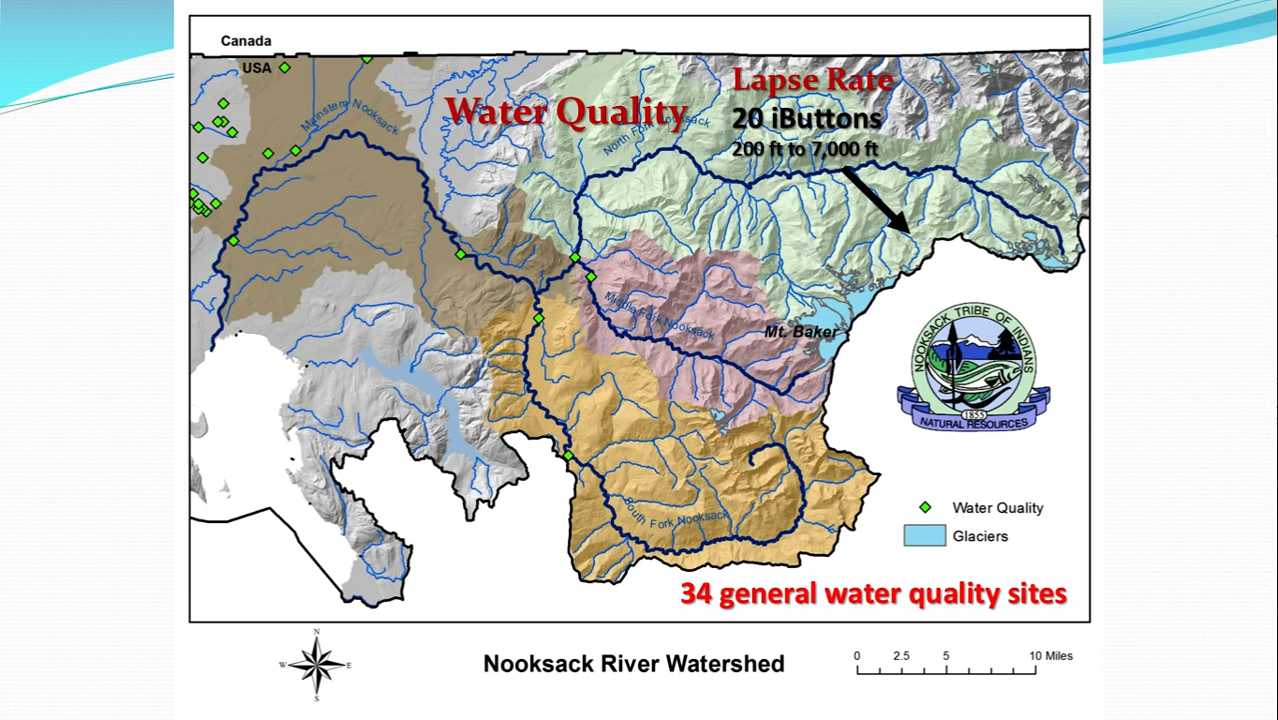 Canada
USA
Mainstem Nooksack
Water Quality
North Fork Nooksack
Lapse Rate
20 iButtons
200 ft to 7,000 ft
Middle Fork Nooksack
Mt. Baker
NOOKSACK TRIBE OF INDIANS
1855
NATURAL RESOURCES
South Fork Nooksack
Water Quality
Glaciers
34 general water quality sites
N
W E
S
Nooksack River Watershed
0 2.5 5 10 Miles